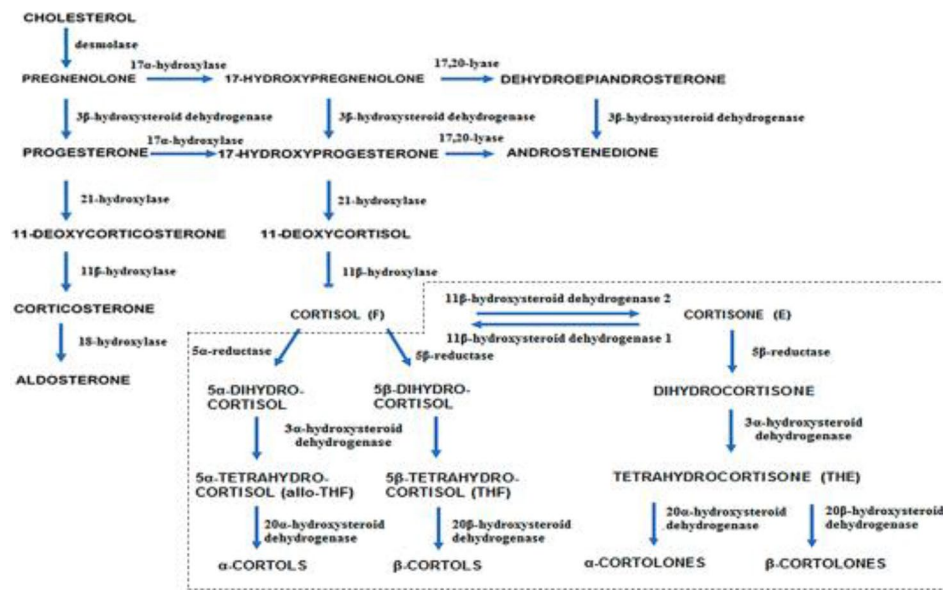 CHOLESTEROL
desmolase
PREGNENOLONE
17α-hydroxylase
17-HYDROXYPREGNENOLONE
17,20-lyase
DEHYDROEPIANDROSTERONE
3β-hydroxysteroid dehydrogenase
3β-hydroxysteroid dehydrogenase
3β-hydroxysteroid dehydrogenase
PROGESTERONE
17α-hydroxylase
17-HYDROXYPROGESTERONE
17,20-lyase
ANDROSTENEDIONE
21-hydroxylase
21-hydroxylase
11-DEOXYCORTICOSTERONE
11-DEOXYCORTISOL
11β-hydroxylase
11β-hydroxylase
CORTICOSTERONE
CORTISOL (F)
11β-hydroxysteroid dehydrogenase 2
11β-hydroxysteroid dehydrogenase 1
CORTISONE (E)
18-hydroxylase
5α-reductase
5β-reductase
5β-reductase
ALDOSTERONE
5α-DIHYDRO-
CORTISOL
5β-DIHYDRO-
CORTISOL
DIHYDROCORTISONE
3α-hydroxysteroid
dehydrogenase
3α-hydroxysteroid
dehydrogenase
5α-TETRAHYDRO-
CORTISOL (allo-THF)
5β-TETRAHYDRO-
CORTISOL (THF)
TETRAHYDROCORTISONE (THE)
20α-hydroxysteroid
dehydrogenase
20β-hydroxysteroid
dehydrogenase
20α-hydroxysteroid
dehydrogenase
20β-hydroxysteroid
dehydrogenase
α-CORTOLS
β-CORTOLS
α-CORTOLONES
β-CORTOLONES